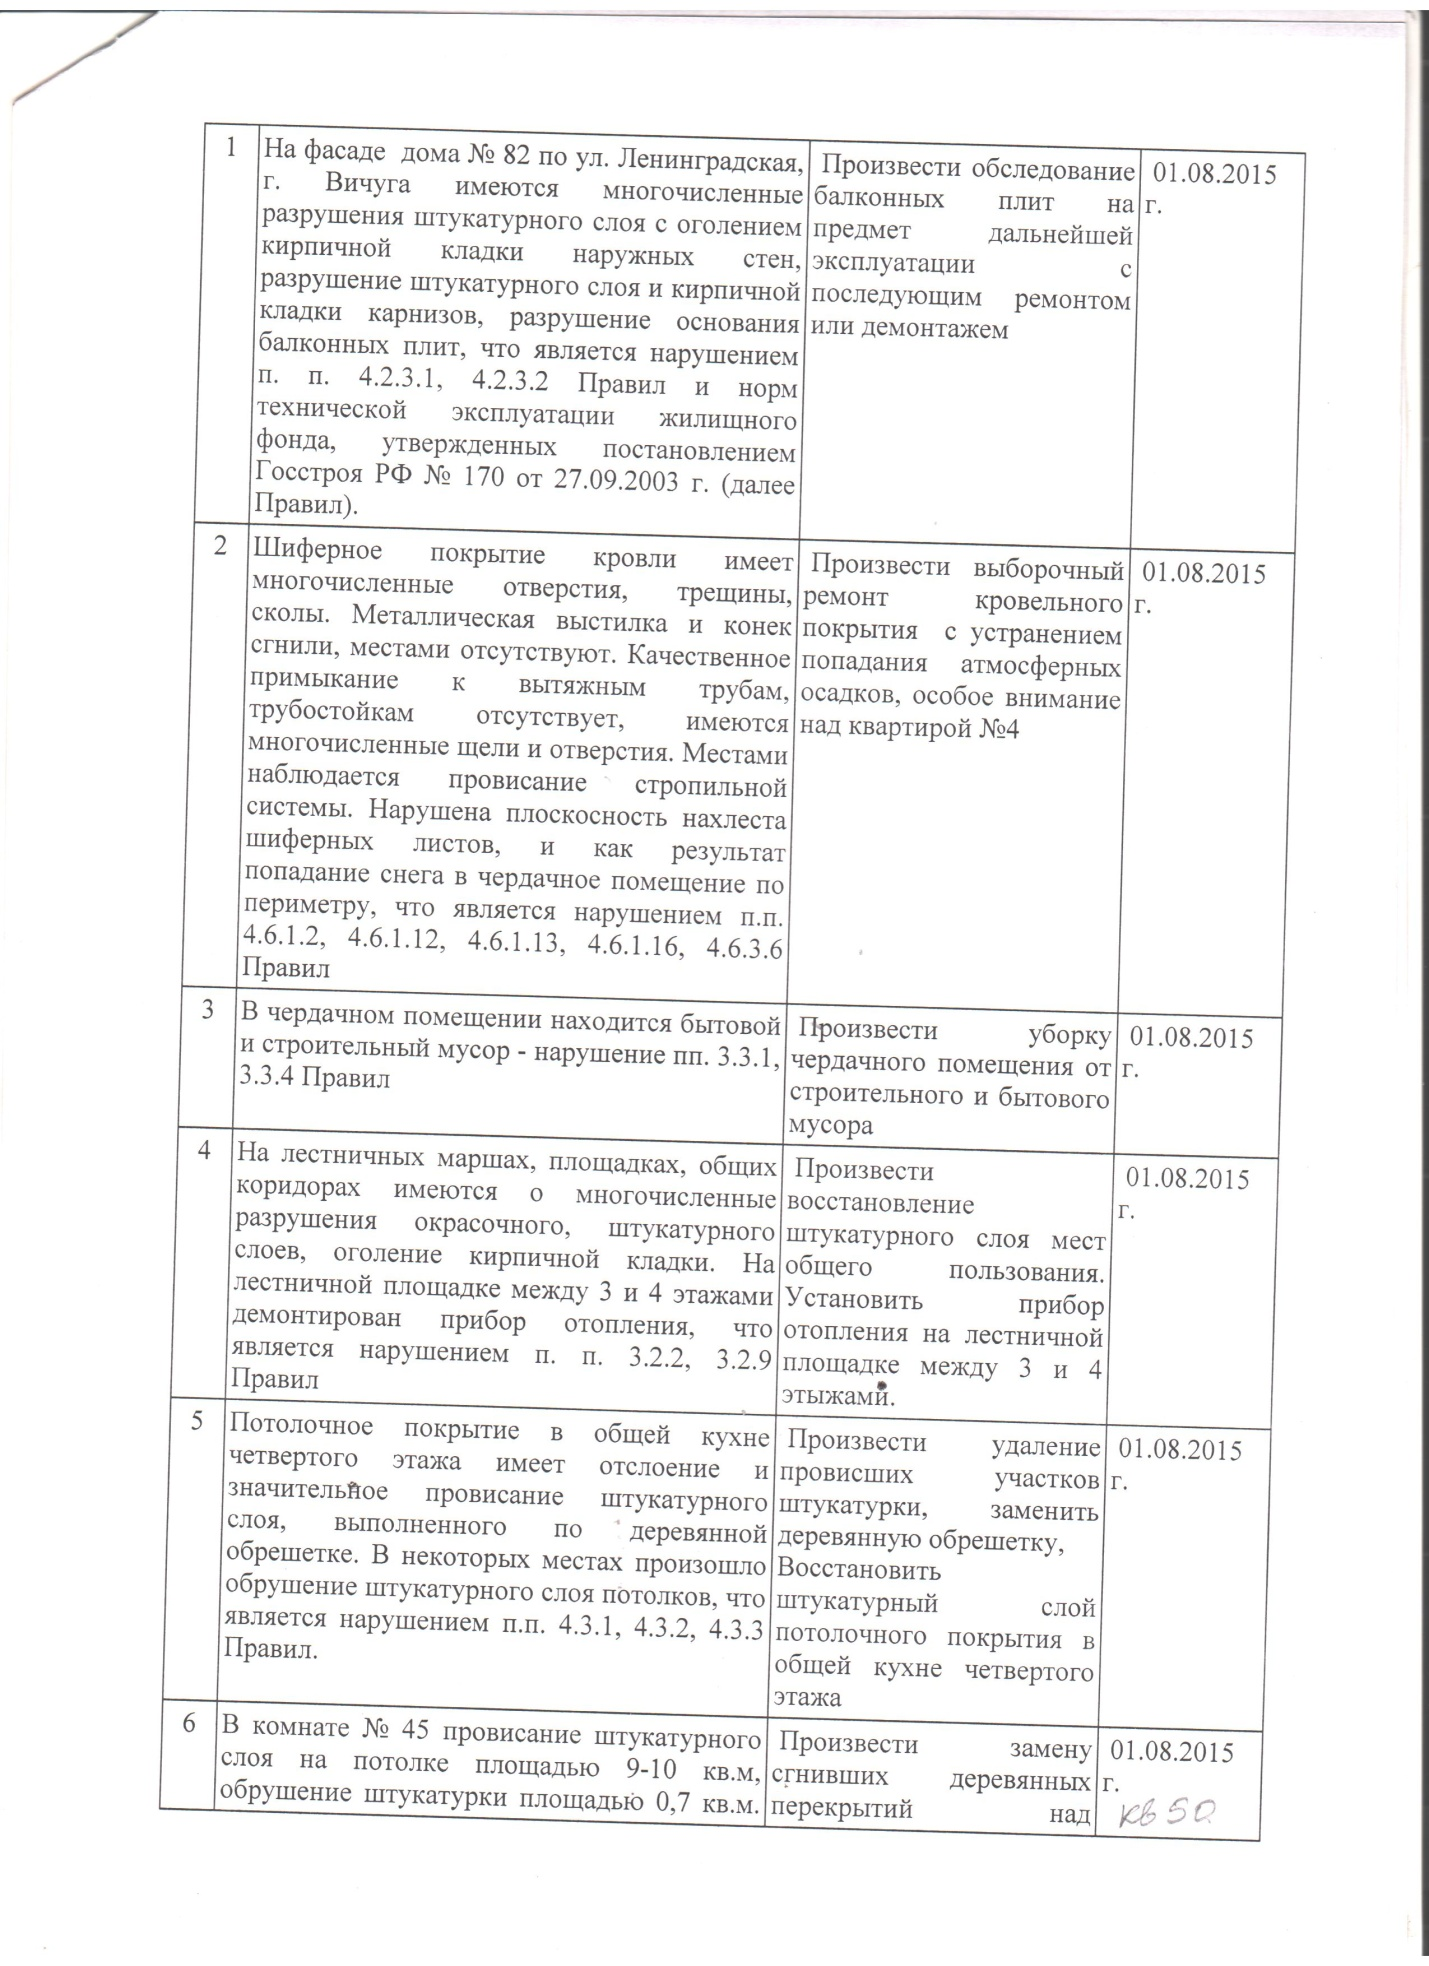 1
На фасаде дома № 82 по ул. Ленинградская,
г. Вичуга имеются многочисленные
разрушения штукатурного слоя с оголением
кирпичной кладки наружных стен,
разрушение штукатурного слоя и кирпичной
кладки карнизов, разрушение основания
балконных плит, что является нарушением
п. п. 4.2.3.1, 4.2.3.2 Правил и норм
технической эксплуатации жилищного
фонда, утвержденных постановлением
Госстроя РФ № 170 от 27.09.2003 г. (далее
Правил).
Произвести обследование
балконных плит на
предмет дальнейшей
эксплуатации с
последующим ремонтом
или демонтажем
01.08.2015
г.
2
Шиферное покрытие кровли имеет
многочисленные отверстия, трещины,
сколы. Металлическая выстилка и конек
сгнили, местами отсутствуют. Качественное
примыкание к вытяжным трубам,
трубостойкам отсутствует, имеются
многочисленные щели и отверстия. Местами
наблюдается провисание стропильной
системы. Нарушена плоскосность нахлеста
шиферных листов, и как результат
попадание снега в чердачное помещение по
периметру, что является нарушением п.п.
4.6.1.2, 4.6.1.12, 4.6.1.13, 4.6.1.16, 4.6.3.6
Правил
Произвести выборочный
ремонт кровельного
покрытия с устранением
попадания атмосферных
осадков, особое внимание
над квартирой №4
01.08.2015
г.
3
В чердачном помещении находится бытовой
и строительный мусор - нарушение пп. 3.3.1,
3.3.4 Правил
Произвести уборку
чердачного помещения от
строительного и бытового
мусора
01.08.2015
г.
4
На лестничных маршах, площадках, общих
коридорах имеются о многочисленные
разрушения окрасочного, штукатурного
слоев, оголение кирпичной кладки. На
лестничной площадке между 3 и 4 этажами
демонтирован прибор отопления, что
является нарушением п. п. 3.2.2, 3.2.9
Правил
Произвести
восстановление
штукатурного слоя мест
общего пользования.
Установить прибор
отопления на лестничной
площадке между 3 и 4
этыжами.
01.08.2015
г.
5
Потолочное покрытие в общей кухне
четвертого этажа имеет отслоение и
значительное провисание штукатурного
слоя, выполненного по деревянной
обрешетке. В некоторых местах произошло
обрушение штукатурного слоя потолков, что
является нарушением п.п. 4.3.1, 4.3.2, 4.3.3
Правил.
Произвести удаление
провисших участков
штукатурки, заменить
деревянную обрешетку,
Восстановить
штукатурный слой
потолочного покрытия в
общей кухне четвертого
этажа
01.08.2015
г.
6
В комнате № 45 провисание штукатурного
слоя на потолке площадью 9-10 кв.м,
обрушение штукатурки площадью 0,7 кв.м.
Произвести замену
сгнивших деревянных
перекрытий над
01.08.2015
г.
кв 50